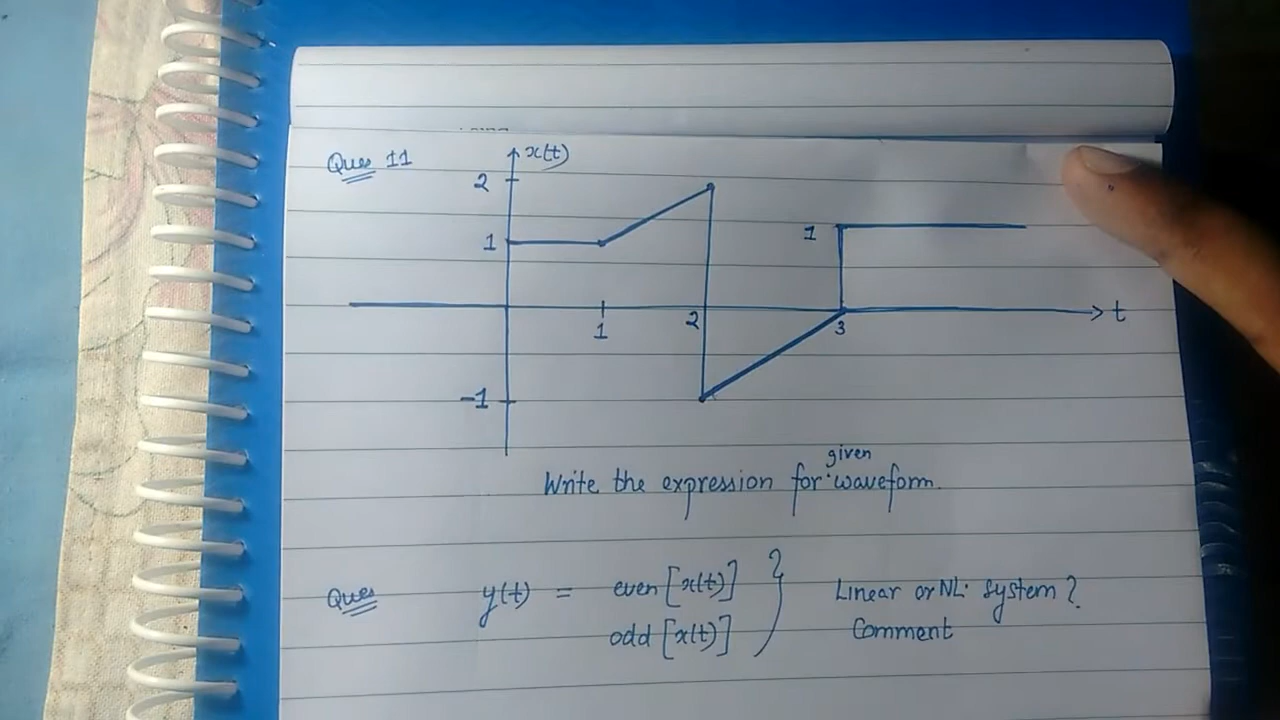 Ques 11
x(t)
2
1
1
1
2
3
t
-1
given
Write the expression for waveform.
Ques y(t) = even [x(t)] } Linear or NL. System?
odd [x(t)] Comment